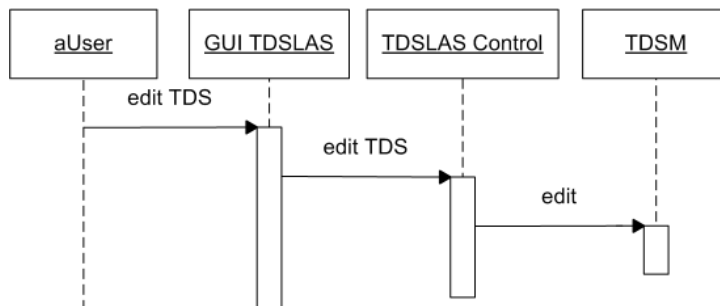 aUser
GUI TDSLAS
TDSLAS Control
TDSM
edit TDS
edit TDS
edit